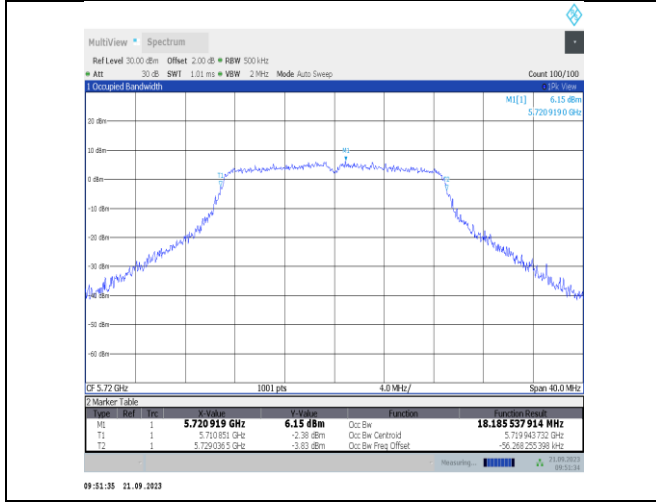 MultiView Spectrum
Ref Level 30.00 dBm Offset 2.00 dB RBW 500 kHz
Att 30 dB SWT 1.01 ms VBW 2 MHz Mode Auto Sweep Count 100/100
1 Occupied Bandwidth 1Pk View
M1[1] 6.15 dBm
5.720 919 0 GHz
20 dBm
10 dBm
M1
T1
T2
0 dBm
-10 dBm
-20 dBm
-30 dBm
-40 dBm
-50 dBm
-60 dBm
CF 5.72 GHz 1001 pts 4.0 MHz/ Span 40.0 MHz
2 Marker Table
Type Ref Trc X-Value Y-Value Function Function Result
M1 1 5.720 919 GHz 6.15 dBm Occ Bw 18.185 537 914 MHz
T1 1 5.710 851 GHz -2.38 dBm Occ Bw Centroid 5.719 943 732 GHz
T2 1 5.729 036 5 GHz -3.83 dBm Occ Bw Freq Offset -56.268 255 398 kHz
Measuring... 21.09.2023
09:51:34
09:51:35 21.09.2023